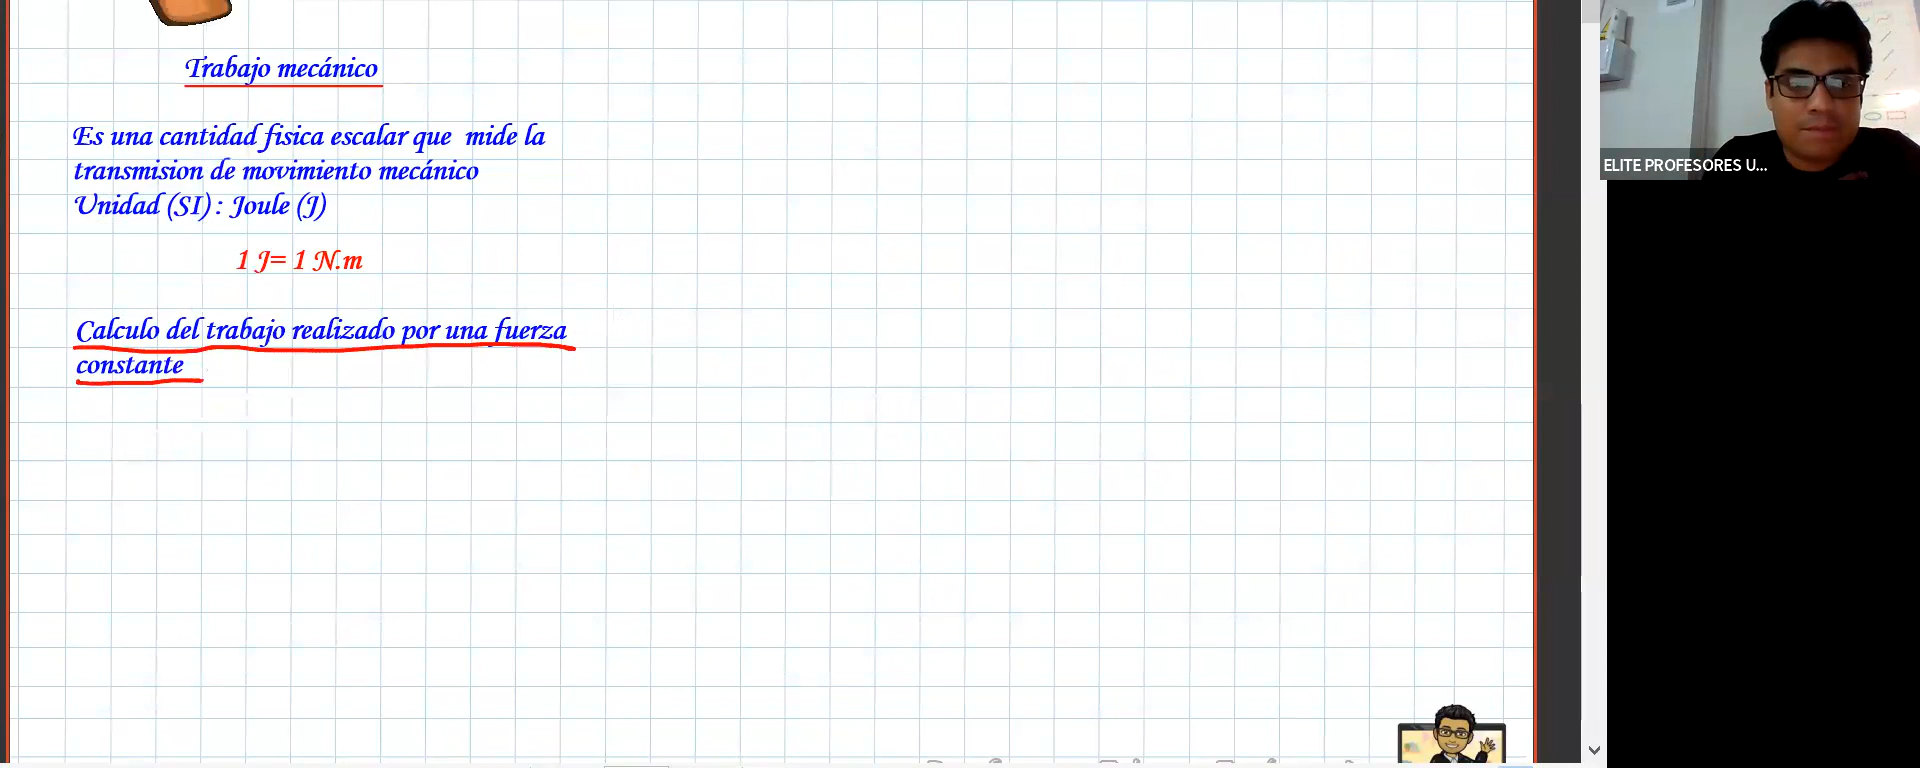 Trabajo mecánico
Es una cantidad fisica escalar que mide la
transmision de movimiento mecánico
Unidad (SI) : Joule (J)
1 J= 1 N.m
Calculo del trabajo realizado por una fuerza
constante
ELITE PROFESORES U...